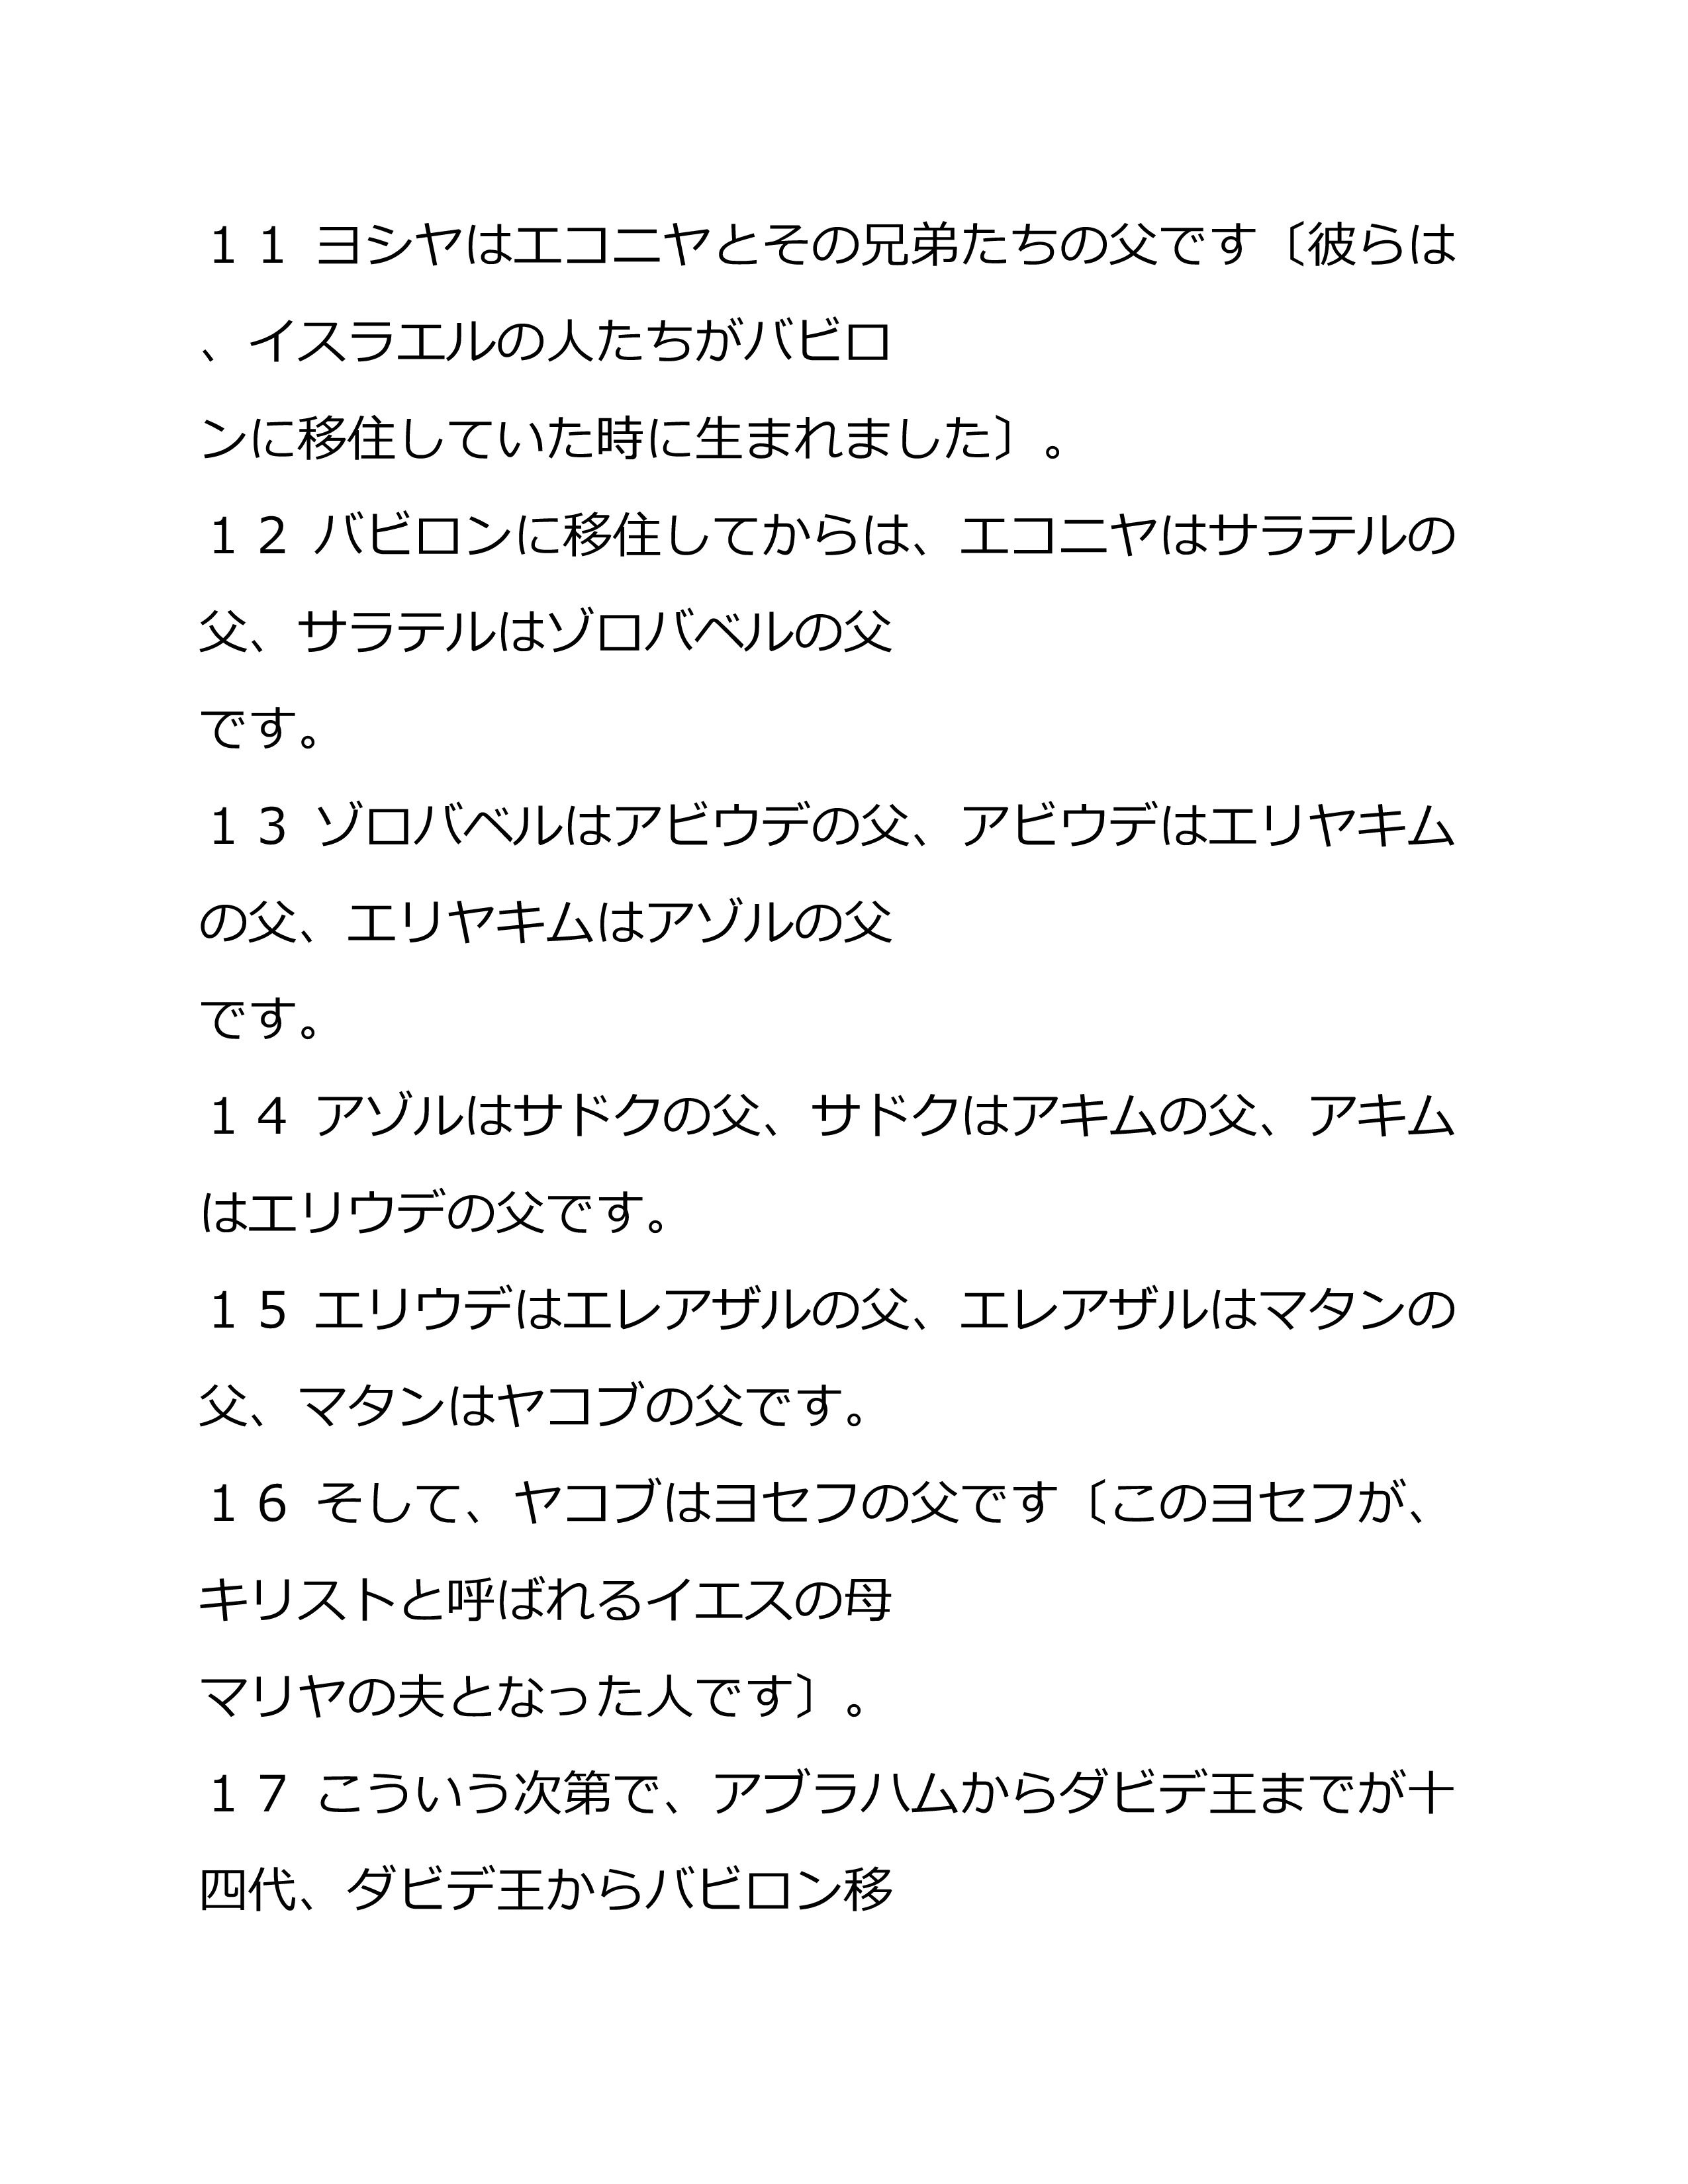 １１ ヨシヤはエコニヤとその兄弟たちの父です〔彼らは
、イスラエルの人たちがバビロ
ンに移住していた時に生まれました〕。
１２ バビロンに移住してからは、エコニヤはサラテルの
父、サラテルはゾロバベルの父
です。
１３ ゾロバベルはアビウデの父、アビウデはエリヤキム
の父、エリヤキムはアゾルの父
です。
１４ アゾルはサドクの父、サドクはアキムの父、アキム
はエリウデの父です。
１５ エリウデはエレアザルの父、エレアザルはマタンの
父、マタンはヤコブの父です。
１６ そして、ヤコブはヨセフの父です〔このヨセフが、
キリストと呼ばれるイエスの母
マリヤの夫となった人です〕。
１７ こういう次第で、アブラハムからダビデ王までが十
四代、ダビデ王からバビロン移